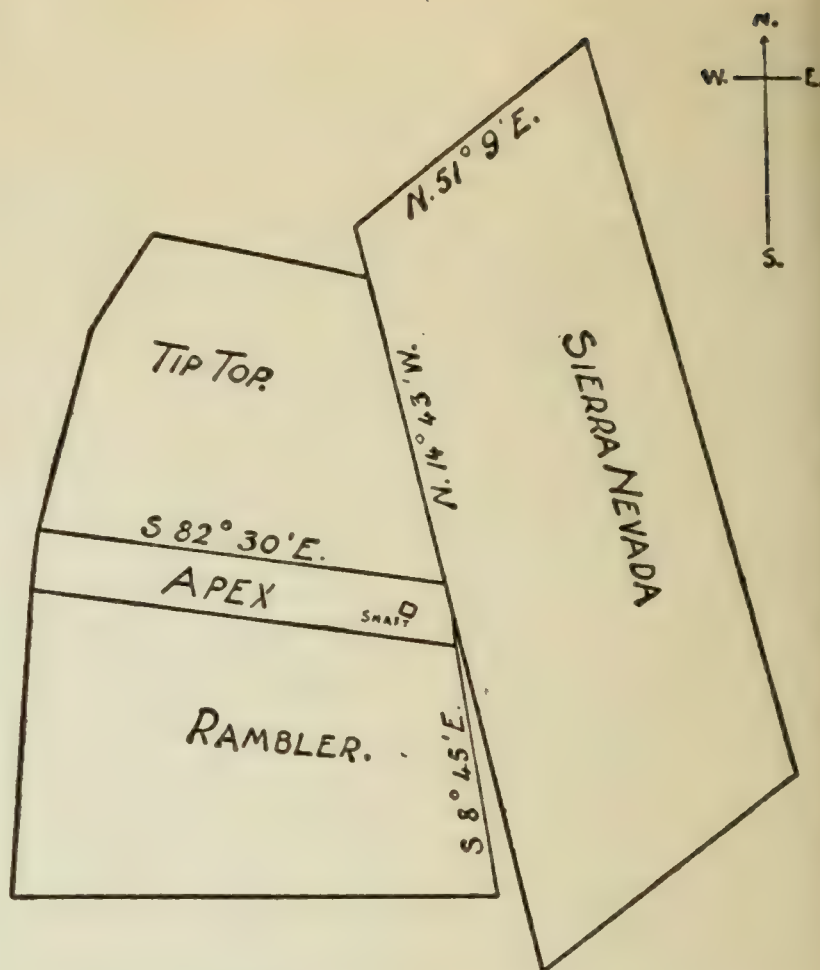 N.
W. E.
S.
N. 51° 9' E.
TIP TOP.
N. 14° 43' W.
SIERRA NEVADA
S 82° 30' E.
APEX
SHAFT
RAMBLER.
S 8° 45' E.